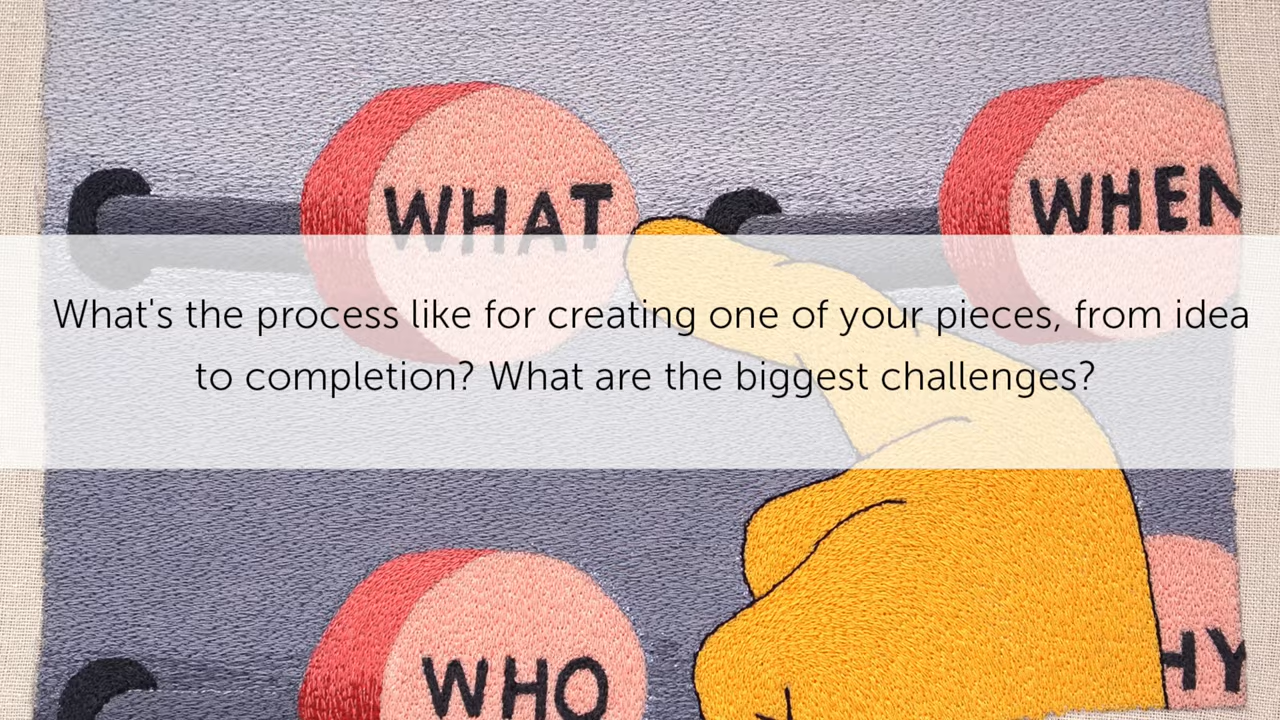 WHAT
WHEN
What's the process like for creating one of your pieces, from idea
to completion? What are the biggest challenges?
WHO
HY